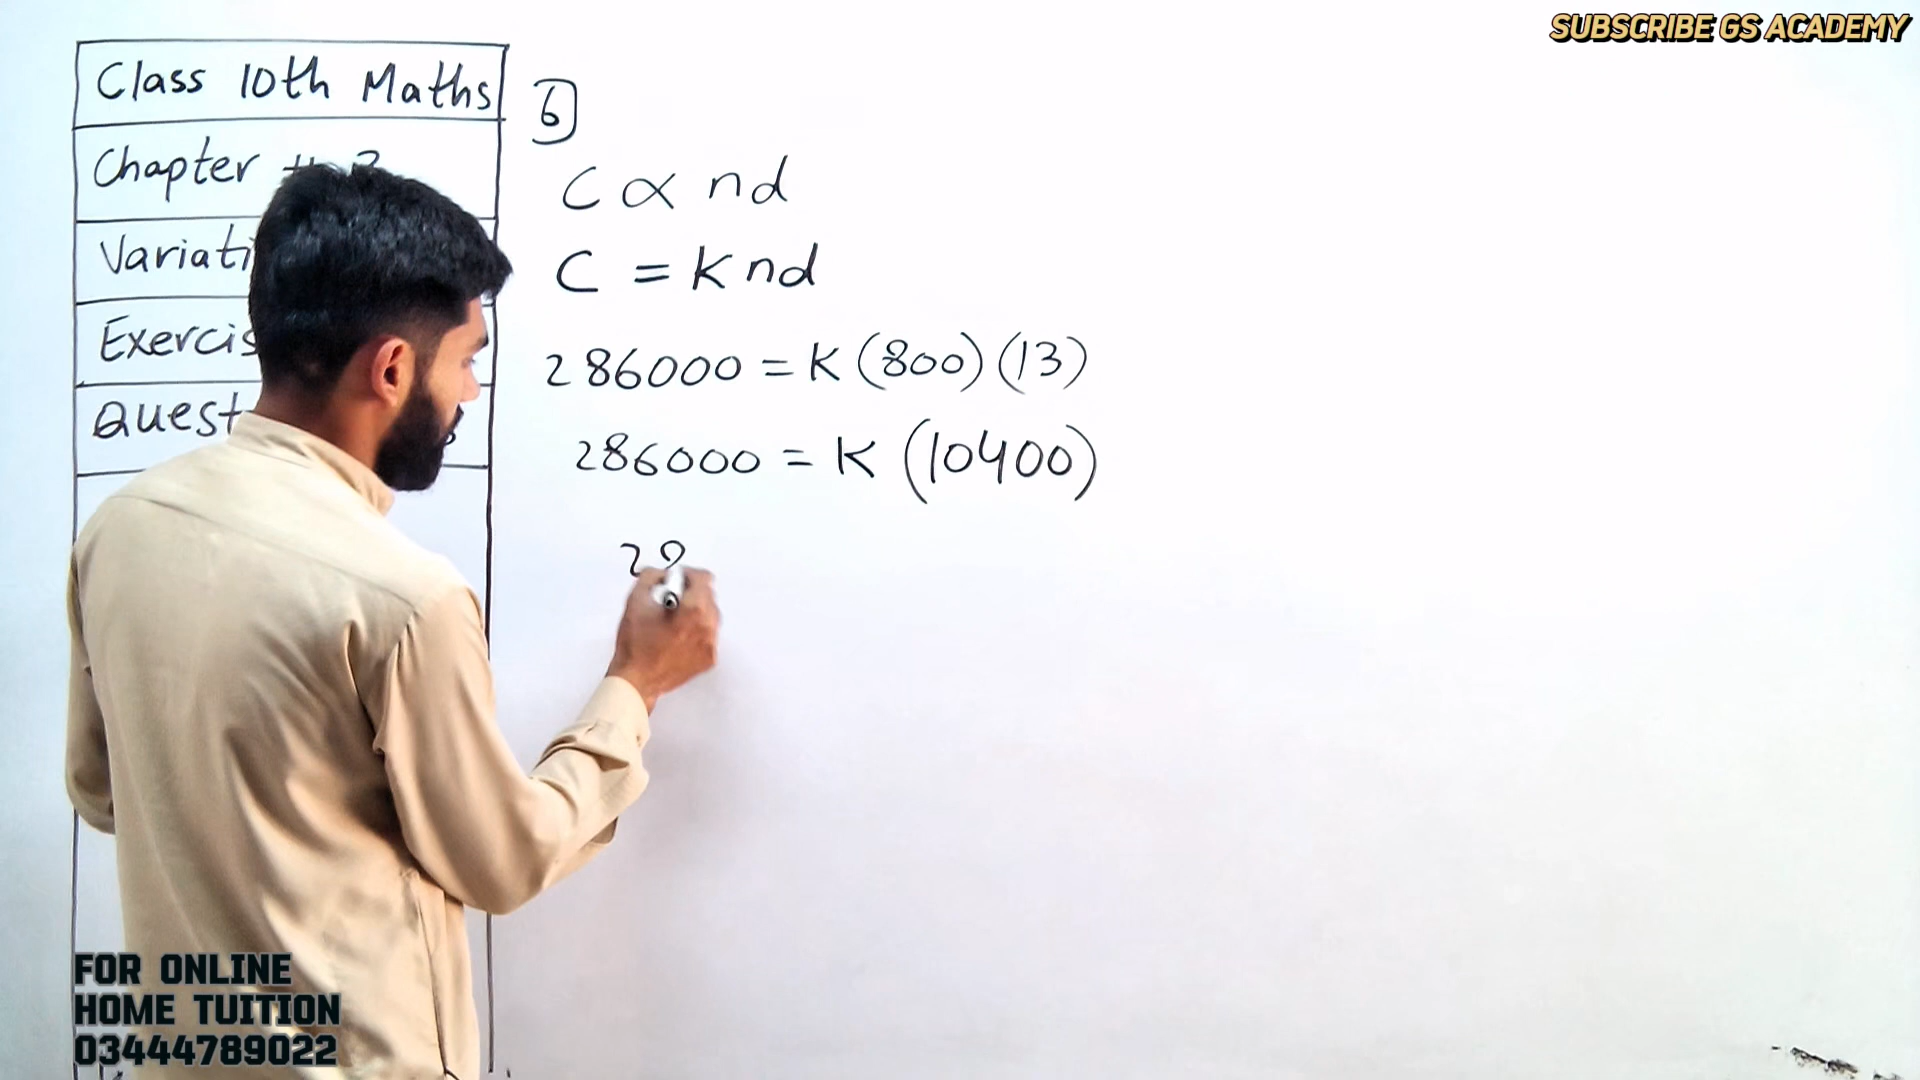 SUBSCRIBE GS ACADEMY
Class 10th Maths
Chapter #
Variati
Exercis
Quest
6
C ∝ nd
C = K nd
286000 = K (800) (13)
286000 = K (10400)
28
FOR ONLINE
HOME TUITION
03444789022